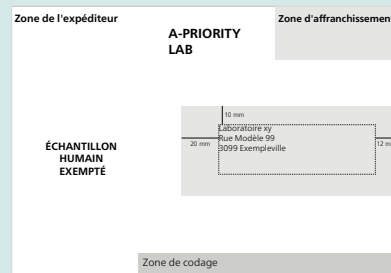 Zone de l'expéditeur
A-PRIORITY
LAB
Zone d'affranchissement
10 mm
Laboratoire xy
Rue Modèle 99
3099 Exempleville
20 mm
12 m
ÉCHANTILLON
HUMAIN
EXEMPTÉ
Zone de codage